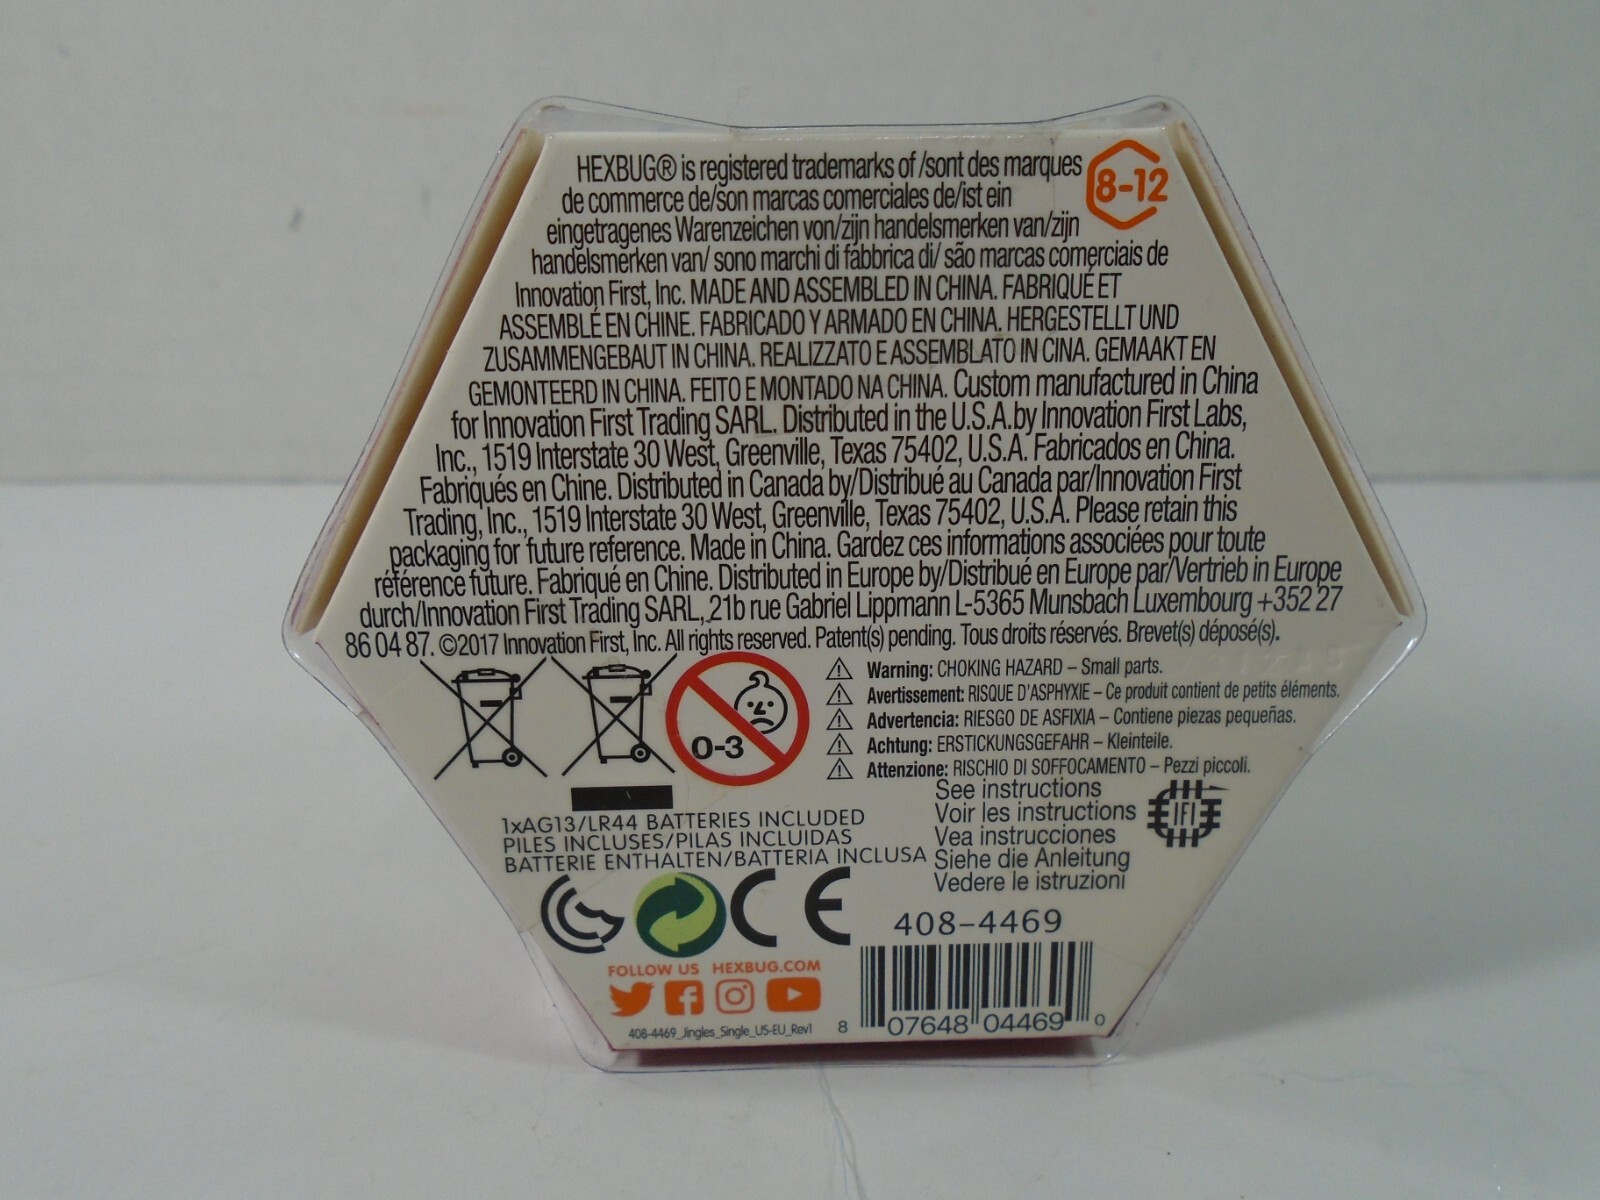 HEXBUG® is registered trademarks of /sont des marques
de commerce de/son marcas comerciales de/ist ein
eingetragenes Warenzeichen von/zijn handelsmerken van/zijn
handelsmerken van/ sono marchi di fabbrica di/ são marcas comerciais de
Innovation First, Inc. MADE AND ASSEMBLED IN CHINA. FABRIQUÉ ET
ASSEMBLÉ EN CHINE. FABRICADO Y ARMADO EN CHINA. HERGESTELLT UND
ZUSAMMENGEBAUT IN CHINA. REALIZZATO E ASSEMBLATO IN CINA. GEMAAKT EN
GEMONTEERD IN CHINA. FEITO E MONTADO NA CHINA. Custom manufactured in China
for Innovation First Trading SARL. Distributed in the U.S.A.by Innovation First Labs,
Inc., 1519 Interstate 30 West, Greenville, Texas 75402, U.S.A. Fabricados en China.
Fabriqués en Chine. Distributed in Canada by/Distribué au Canada par/Innovation First
Trading, Inc., 1519 Interstate 30 West, Greenville, Texas 75402, U.S.A. Please retain this
packaging for future reference. Made in China. Gardez ces informations associées pour toute
référence future. Fabriqué en Chine. Distributed in Europe by/Distribué en Europe par/Vertrieb in Europe
durch/Innovation First Trading SARL, 21b rue Gabriel Lippmann L-5365 Munsbach Luxembourg +352 27
86 04 87. ©2017 Innovation First, Inc. All rights reserved. Patent(s) pending. Tous droits réservés. Brevet(s) déposé(s).
8-12
0-3
Warning: CHOKING HAZARD – Small parts.
Avertissement: RISQUE D'ASPHYXIE – Ce produit contient de petits éléments.
Advertencia: RIESGO DE ASFIXIA – Contiene piezas pequeñas.
Achtung: ERSTICKUNGSGEFAHR – Kleinteile.
Attenzione: RISCHIO DI SOFFOCAMENTO – Pezzi piccoli.
See instructions
Voir les instructions
Vea instrucciones
Siehe die Anleitung
Vedere le istruzioni
IFI
1xAG13/LR44 BATTERIES INCLUDED
PILES INCLUSES/PILAS INCLUIDAS
BATTERIE ENTHALTEN/BATTERIA INCLUSA
CE
FOLLOW US HEXBUG.COM
408-4469_Jingles_Single_US-EU_Rev1
408-4469
8 07648 04469 0